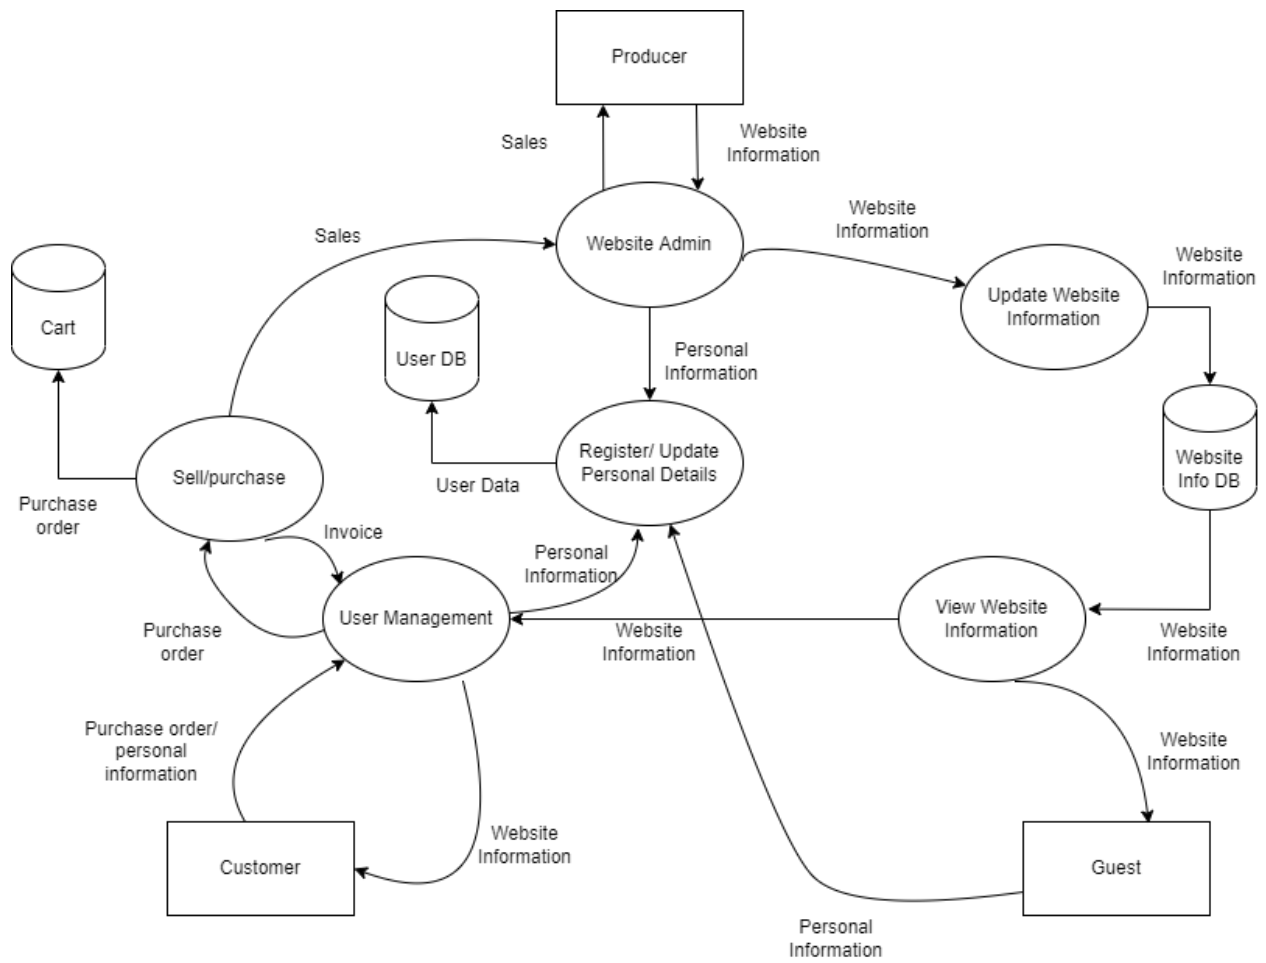 Producer
Sales
Website
Information
Website
Information
Sales
Website Admin
Website
Information
Update Website
Information
Cart
User DB
Personal
Information
Register/ Update
Personal Details
Website
Info DB
Sell/purchase
User Data
Purchase
order
Invoice
Personal
Information
User Management
View Website
Information
Purchase
order
Website
Information
Website
Information
Purchase order/
personal
information
Website
Information
Website
Information
Customer
Guest
Personal
Information